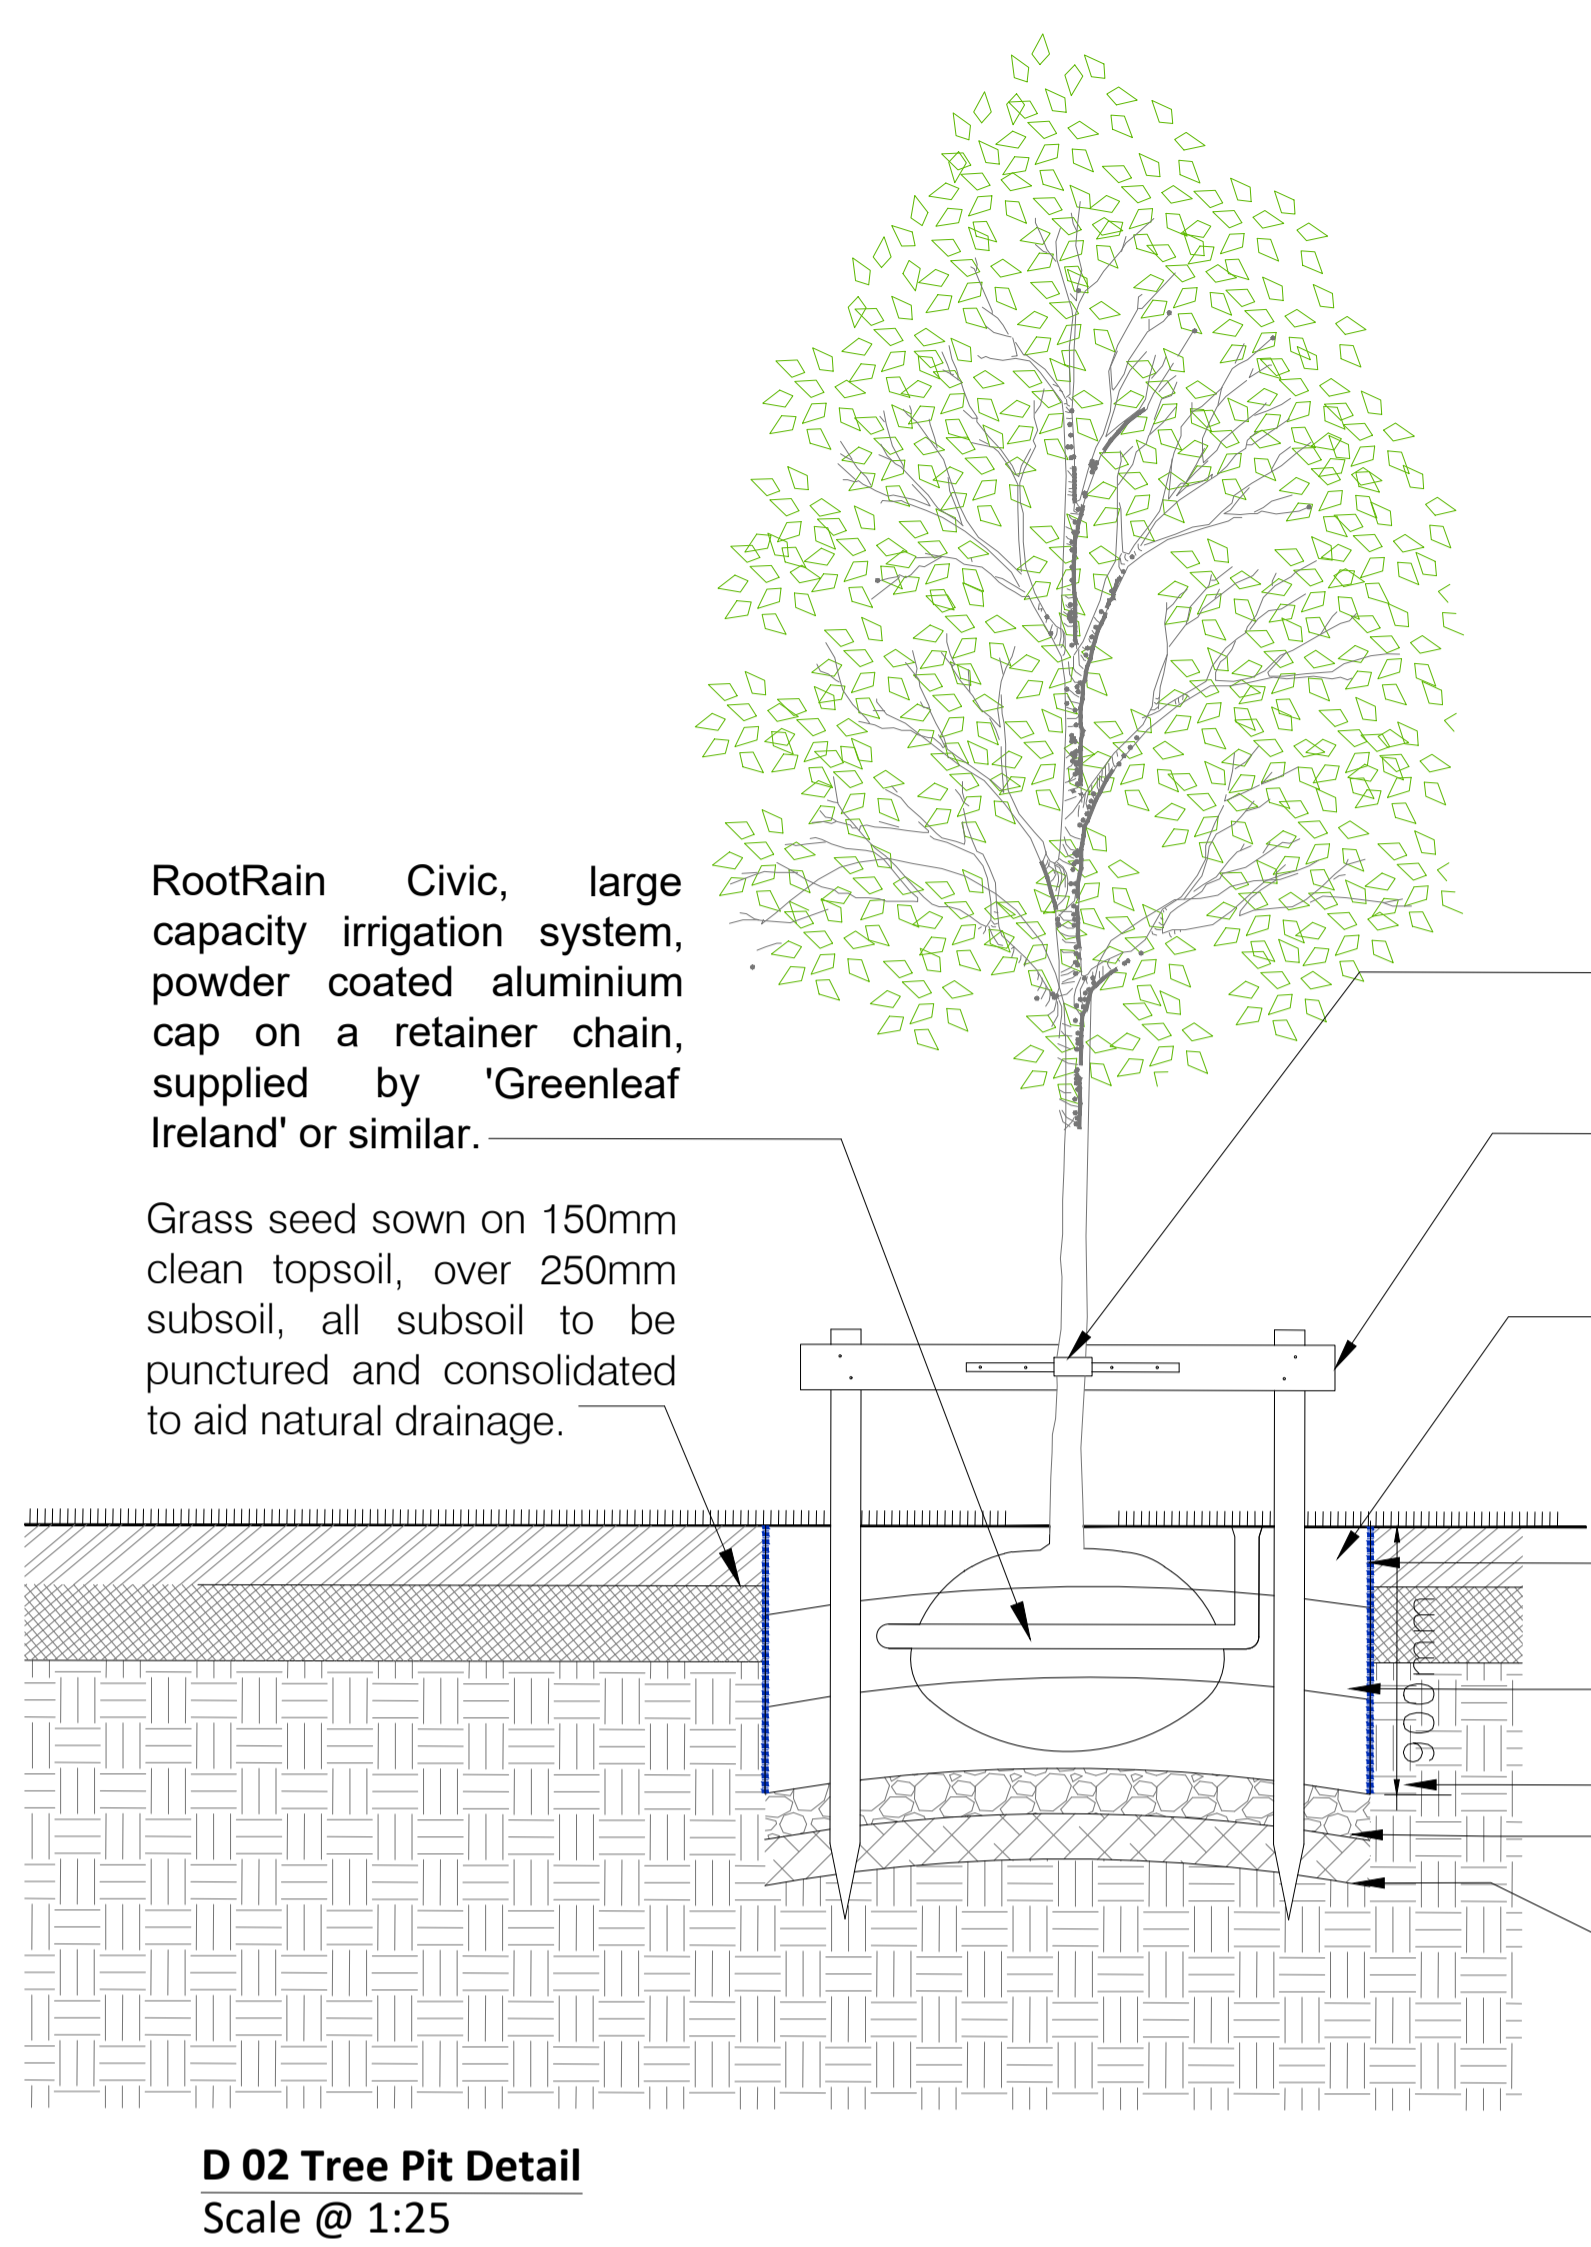 RootRain Civic, large
capacity irrigation system,
powder coated aluminium
cap on a retainer chain,
supplied by 'Greenleaf
Ireland' or similar.
Grass seed sown on 150mm
clean topsoil, over 250mm
subsoil, all subsoil to be
punctured and consolidated
to aid natural drainage.
900mm
D 02 Tree Pit Detail
Scale @ 1:25